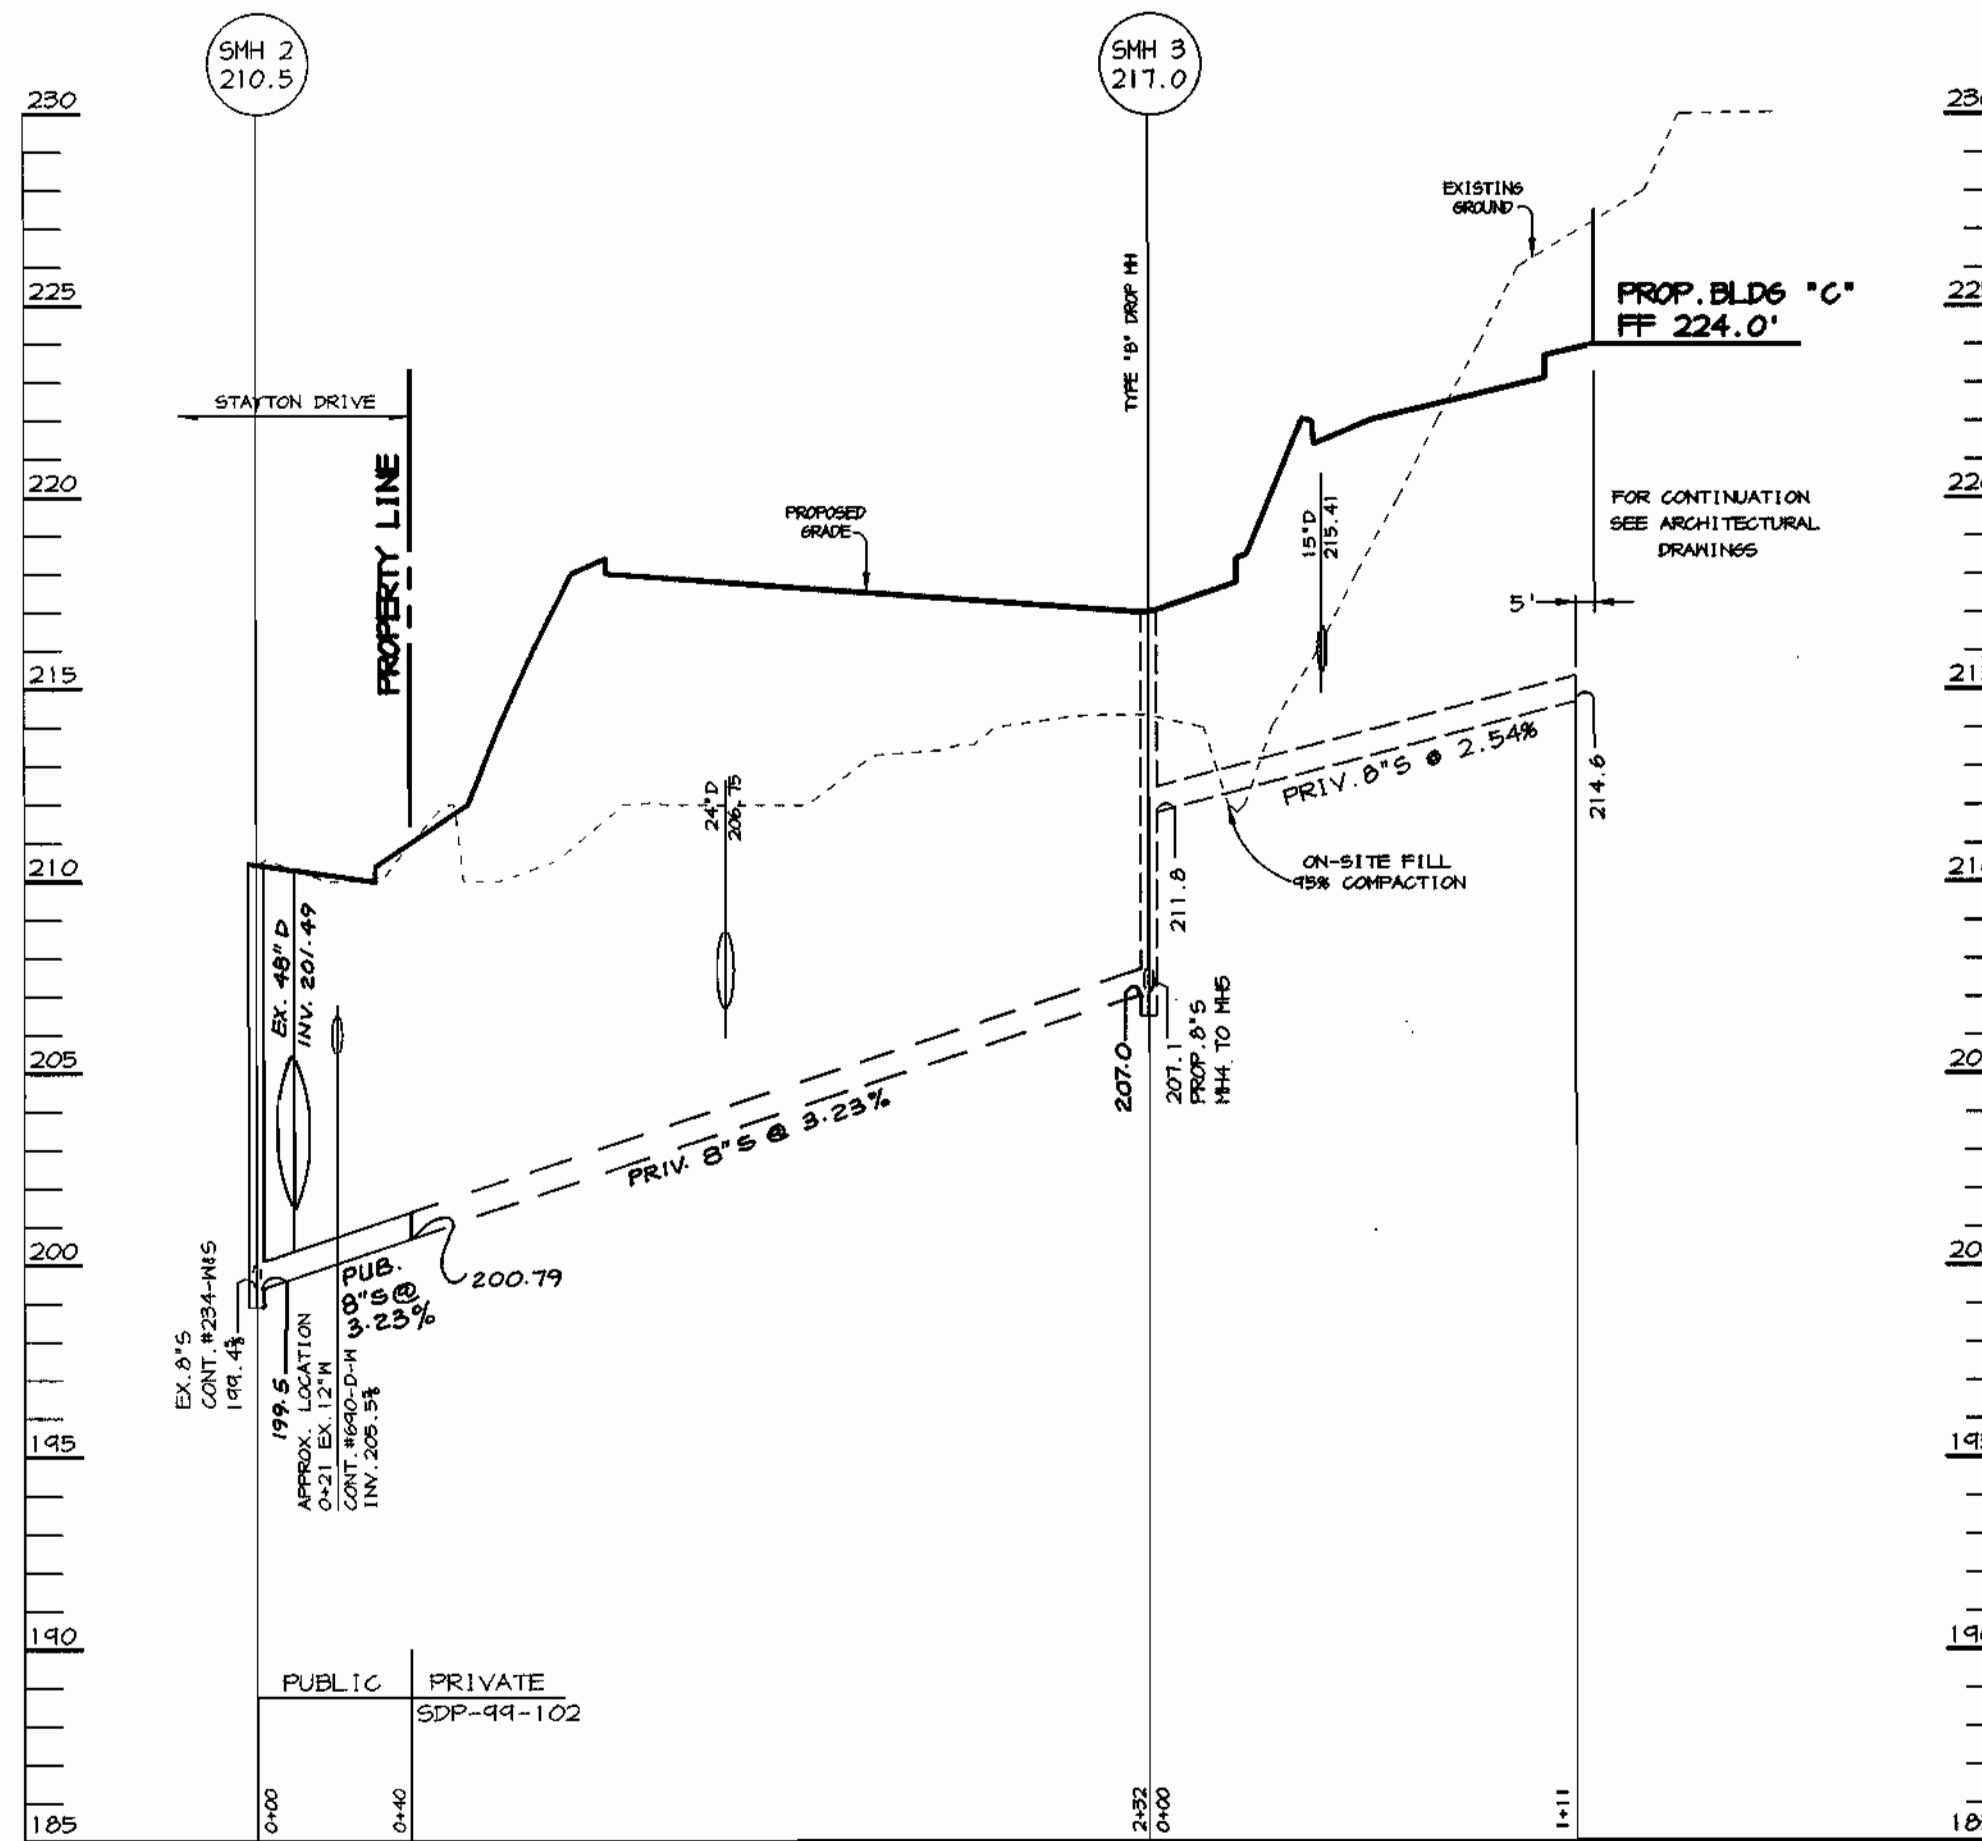 SMH 2
210.5
SMH 3
217.0
230
225
220
215
210
205
200
195
190
185
EXISTING
GROUND
PROP. BLDG "C"
FF 224.0'
TYPE "B" DROP MH
STAYTON DRIVE
PROPERTY LINE
PROPOSED
GRADE
15"D
215.41
FOR CONTINUATION
SEE ARCHITECTURAL
DRAWINGS
5'
24"D
206.75
PRIV. 8"S @ 2.54%
214.6
ON-SITE FILL
95% COMPACTION
211.8
EX. 48" D
INV. 201.49
207.0
207.1
PROP. 8"S
MH4 TO MH5
PRIV. 8"S @ 3.23%
200.79
PUB.
8"S @
3.23%
EX. 8"S
CONT. #234-W&S
199.5
APPROX. LOCATION
0+21 EX. 12"W
CONT. #690-D-W
INV. 205.5±
PUBLIC
PRIVATE
SDP-99-102
0+00
0+40
2+32
0+00
1+11